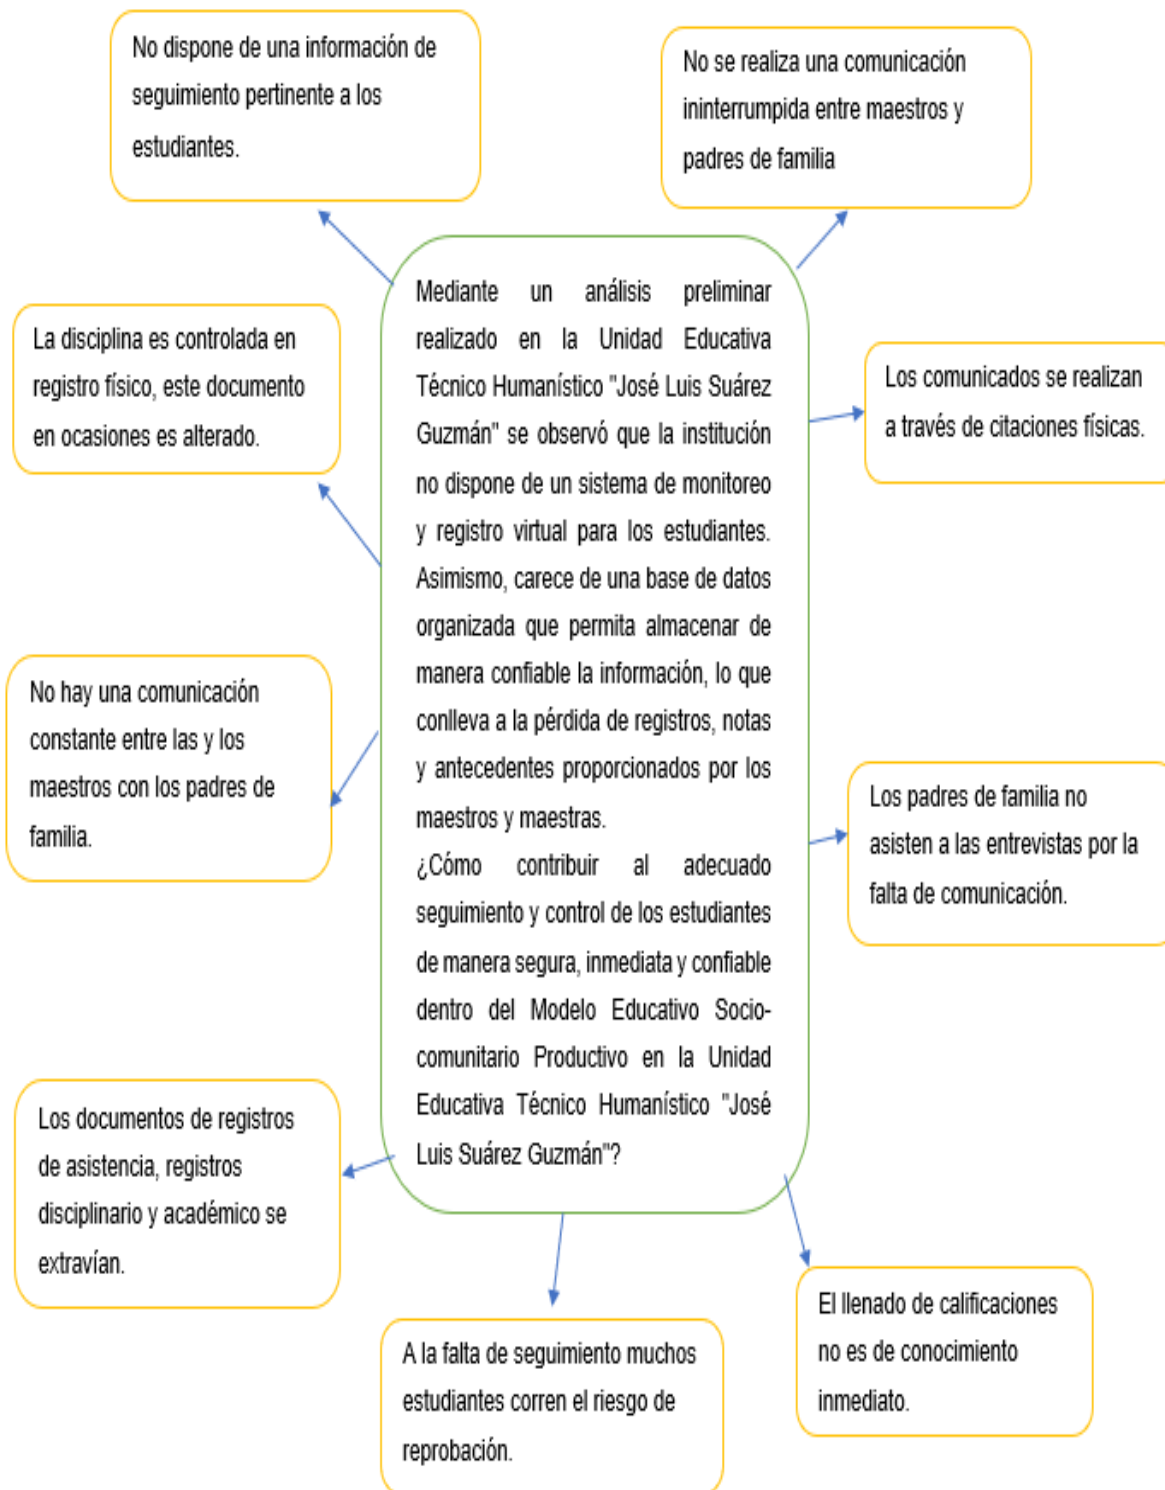 No dispone de una información de
seguimiento pertinente a los
estudiantes.
No se realiza una comunicación
ininterrumpida entre maestros y
padres de familia
La disciplina es controlada en
registro físico, este documento
en ocasiones es alterado.
Mediante un análisis preliminar
realizado en la Unidad Educativa
Técnico Humanístico "José Luis Suárez
Guzmán" se observó que la institución
no dispone de un sistema de monitoreo
y registro virtual para los estudiantes.
Asimismo, carece de una base de datos
organizada que permita almacenar de
manera confiable la información, lo que
conlleva a la pérdida de registros, notas
y antecedentes proporcionados por los
maestros y maestras.
¿Cómo contribuir al adecuado
seguimiento y control de los estudiantes
de manera segura, inmediata y confiable
dentro del Modelo Educativo Socio-
comunitario Productivo en la Unidad
Educativa Técnico Humanístico "José
Luis Suárez Guzmán"?
Los comunicados se realizan
a través de citaciones físicas.
No hay una comunicación
constante entre las y los
maestros con los padres de
familia.
Los padres de familia no
asisten a las entrevistas por la
falta de comunicación.
Los documentos de registros
de asistencia, registros
disciplinario y académico se
extravían.
A la falta de seguimiento muchos
estudiantes corren el riesgo de
reprobación.
El llenado de calificaciones
no es de conocimiento
inmediato.